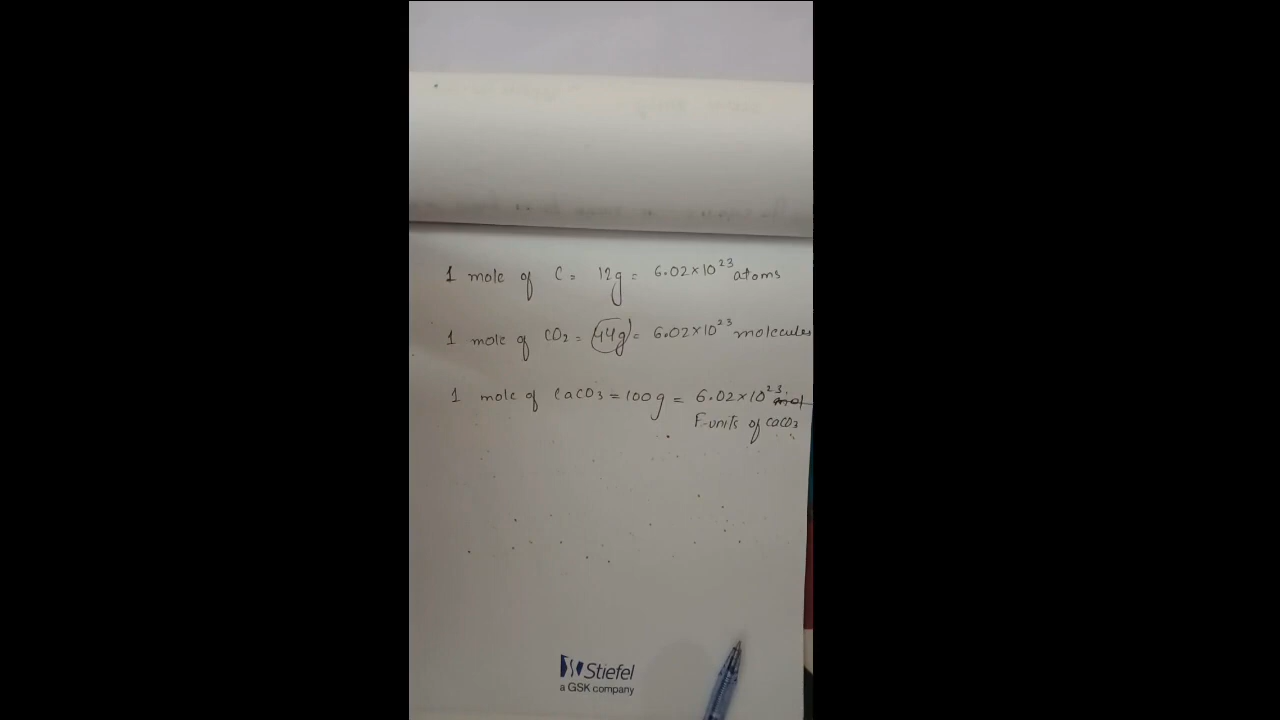 1 mole of C = 12g = 6.02×10²³ atoms
1 mole of CO2 = 44g = 6.02×10²³ molecules
1 mole of CaCO3 = 100g = 6.02×10²³
F-units of CaCO3
Stiefel
a GSK company